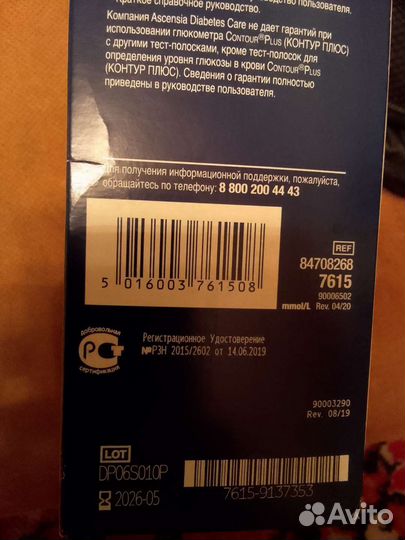 Краткое справочное руководство.
Компания Ascensia Diabetes Care не дает гарантий при
использовании глюкометра CONTOUR®PLUS (КОНТУР ПЛЮС)
с другими тест-полосками, кроме тест-полосок для
определения уровня глюкозы в крови CONTOUR®PLUS
(КОНТУР ПЛЮС). Сведения о гарантии полностью
приведены в руководстве пользователя.
для получения информационной поддержки, пожалуйста,
обращайтесь по телефону: 8 800 200 44 43
5 016003 761508
REF
84708268
7615
90006502
mmol/L Rev. 04/20
добровольная
РСТ
сертификация
Регистрационное Удостоверение
№РЗН 2015/2602 от 14.06.2019
90003290
Rev. 08/19
LOT
DP06S010P
2026-05
7615-9137353
Avito